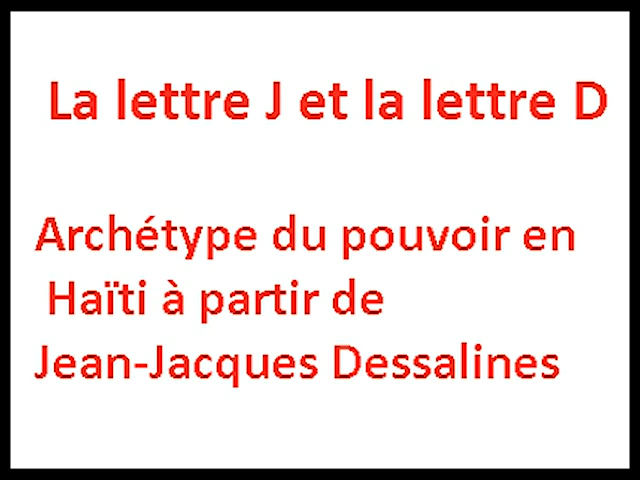 La lettre J et la lettre D
Archétype du pouvoir en
Haïti à partir de
Jean-Jacques Dessalines